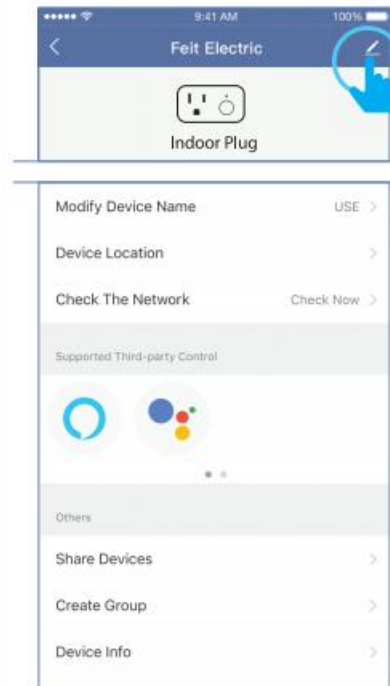 9:41 AM 100%
Feit Electric
Indoor Plug
Modify Device Name USE
Device Location
Check The Network Check Now
Supported Third-party Control
Others
Share Devices
Create Group
Device Info